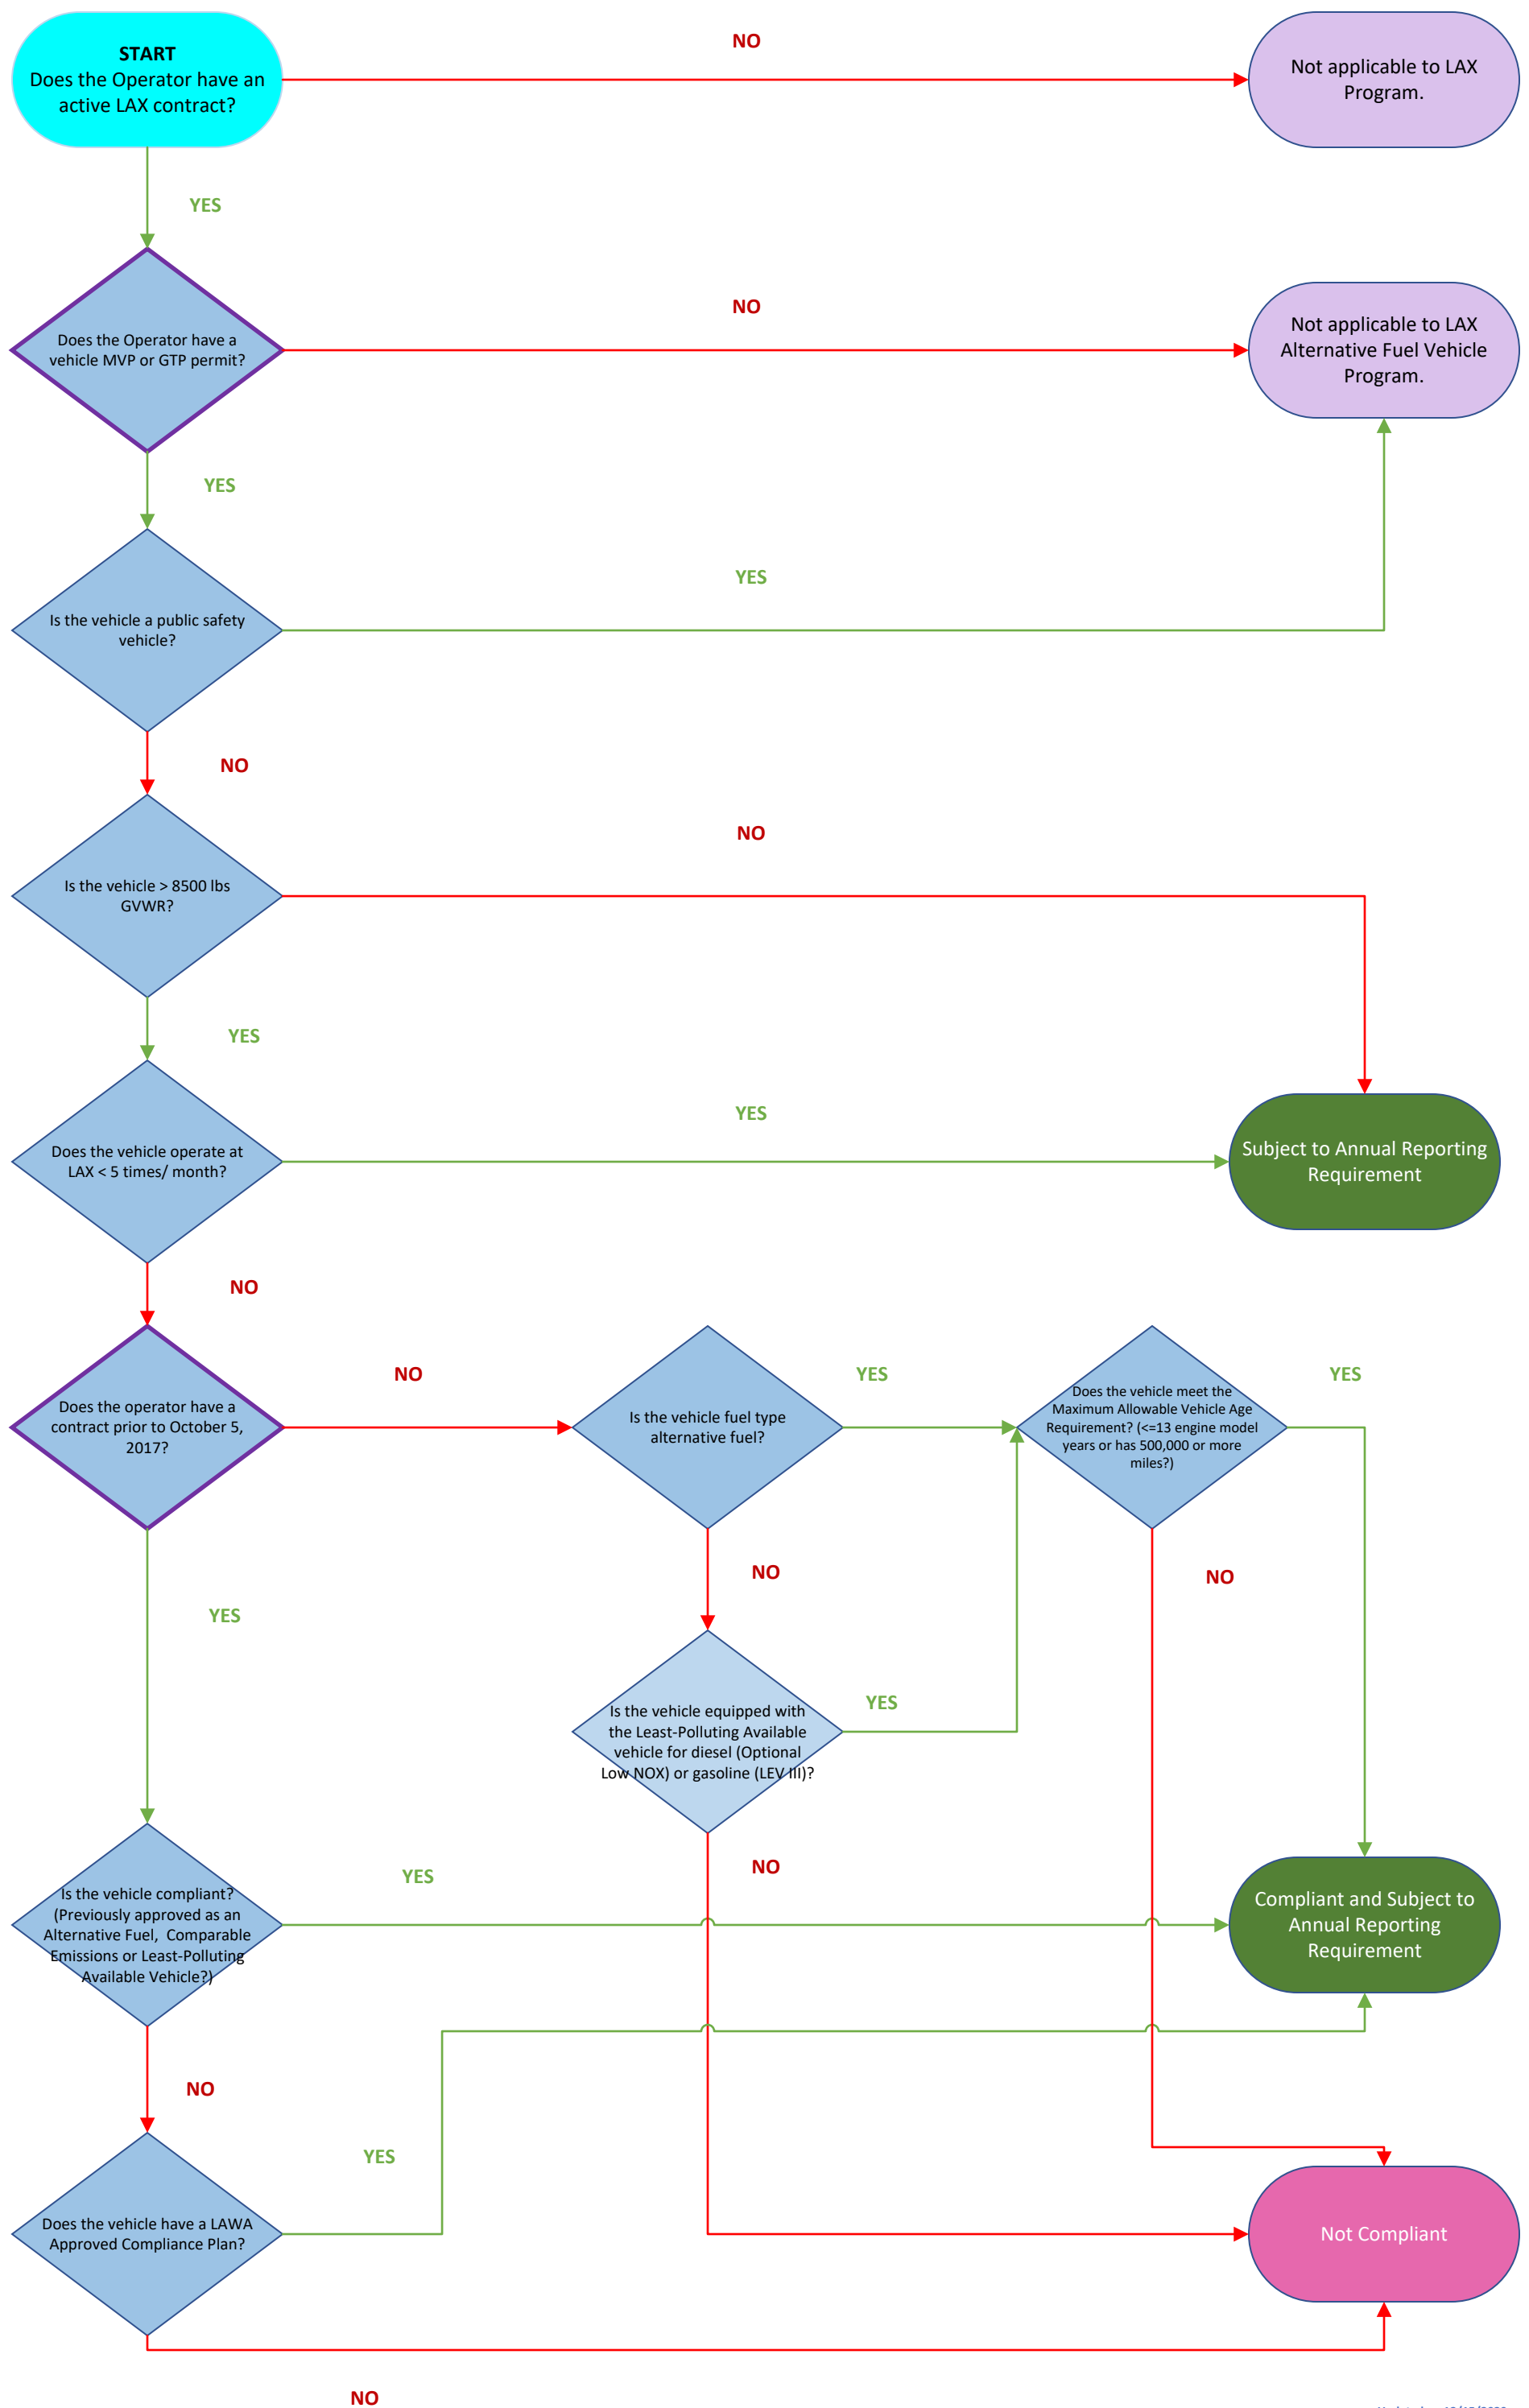 START
Does the Operator have an
active LAX contract?
NO
Not applicable to LAX
Program.
YES
Does the Operator have a
vehicle MVP or GTP permit?
NO
Not applicable to LAX
Alternative Fuel Vehicle
Program.
YES
Is the vehicle a public safety
vehicle?
YES
NO
Is the vehicle > 8500 lbs
GVWR?
NO
YES
Does the vehicle operate at
LAX < 5 times/ month?
YES
Subject to Annual Reporting
Requirement
NO
Does the operator have a
contract prior to October 5,
2017?
NO
Is the vehicle fuel type
alternative fuel?
YES
Does the vehicle meet the
Maximum Allowable Vehicle Age
Requirement? (<=13 engine model
years or has 500,000 or more
miles?)
YES
NO
NO
YES
Is the vehicle equipped with
the Least-Polluting Available
vehicle for diesel (Optional
Low NOX) or gasoline (LEV III)?
YES
NO
Is the vehicle compliant?
(Previously approved as an
Alternative Fuel, Comparable
Emissions or Least-Polluting
Available Vehicle?)
YES
Compliant and Subject to
Annual Reporting
Requirement
NO
Does the vehicle have a LAWA
Approved Compliance Plan?
YES
Not Compliant
NO